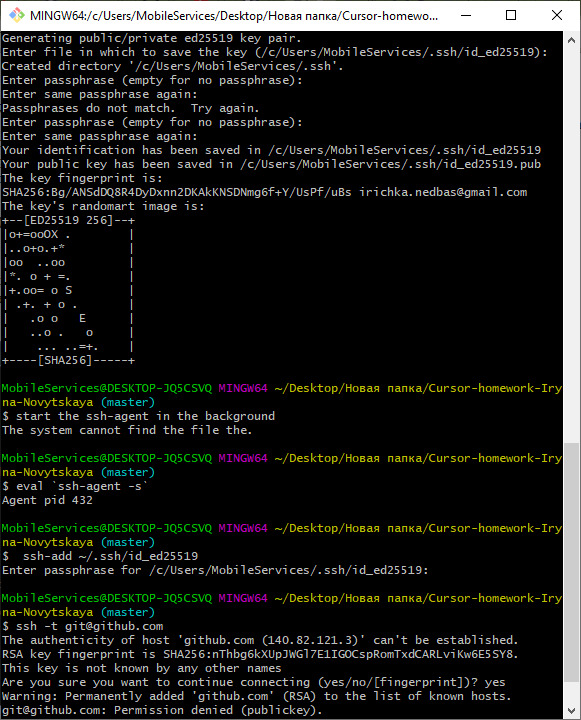 MINGW64:/c/Users/MobileServices/Desktop/Новая папка/Cursor-homewo...
Generating public/private ed25519 key pair.
Enter file in which to save the key (/c/Users/MobileServices/.ssh/id_ed25519):
Created directory '/c/Users/MobileServices/.ssh'.
Enter passphrase (empty for no passphrase):
Enter same passphrase again:
Passphrases do not match.  Try again.
Enter passphrase (empty for no passphrase):
Enter same passphrase again:
Your identification has been saved in /c/Users/MobileServices/.ssh/id_ed25519
Your public key has been saved in /c/Users/MobileServices/.ssh/id_ed25519.pub
The key fingerprint is:
SHA256:Bg/ANSdDQ8R4DyDxnn2DKAkKNSDNmg6f+Y/UsPf/uBs irichka.nedbas@gmail.com
The key's randomart image is:
+--[ED25519 256]--+
|o+=ooOX .        |
|..o+o.+*         |
|oo  ..oo         |
|*. o + =.        |
|+.oo= o S        |
| .+. + o .       |
|   .o o   E      |
|   ..o .   o     |
|    ... ..=+.    |
+----[SHA256]-----+
MobileServices@DESKTOP-JQ5CSVQ MINGW64 ~/Desktop/Новая папка/Cursor-homework-Iry
na-Novytskaya (master)
$ start the ssh-agent in the background
The system cannot find the file the.
MobileServices@DESKTOP-JQ5CSVQ MINGW64 ~/Desktop/Новая папка/Cursor-homework-Iry
na-Novytskaya (master)
$ eval `ssh-agent -s`
Agent pid 432
MobileServices@DESKTOP-JQ5CSVQ MINGW64 ~/Desktop/Новая папка/Cursor-homework-Iry
na-Novytskaya (master)
$  ssh-add ~/.ssh/id_ed25519
Enter passphrase for /c/Users/MobileServices/.ssh/id_ed25519:
MobileServices@DESKTOP-JQ5CSVQ MINGW64 ~/Desktop/Новая папка/Cursor-homework-Iry
na-Novytskaya (master)
$ ssh -t git@github.com
The authenticity of host 'github.com (140.82.121.3)' can't be established.
RSA key fingerprint is SHA256:nThbg6kXUpJWGl7E1IGOCspRomTxdCARLviKw6E5SY8.
This key is not known by any other names
Are you sure you want to continue connecting (yes/no/[fingerprint])? yes
Warning: Permanently added 'github.com' (RSA) to the list of known hosts.
git@github.com: Permission denied (publickey).